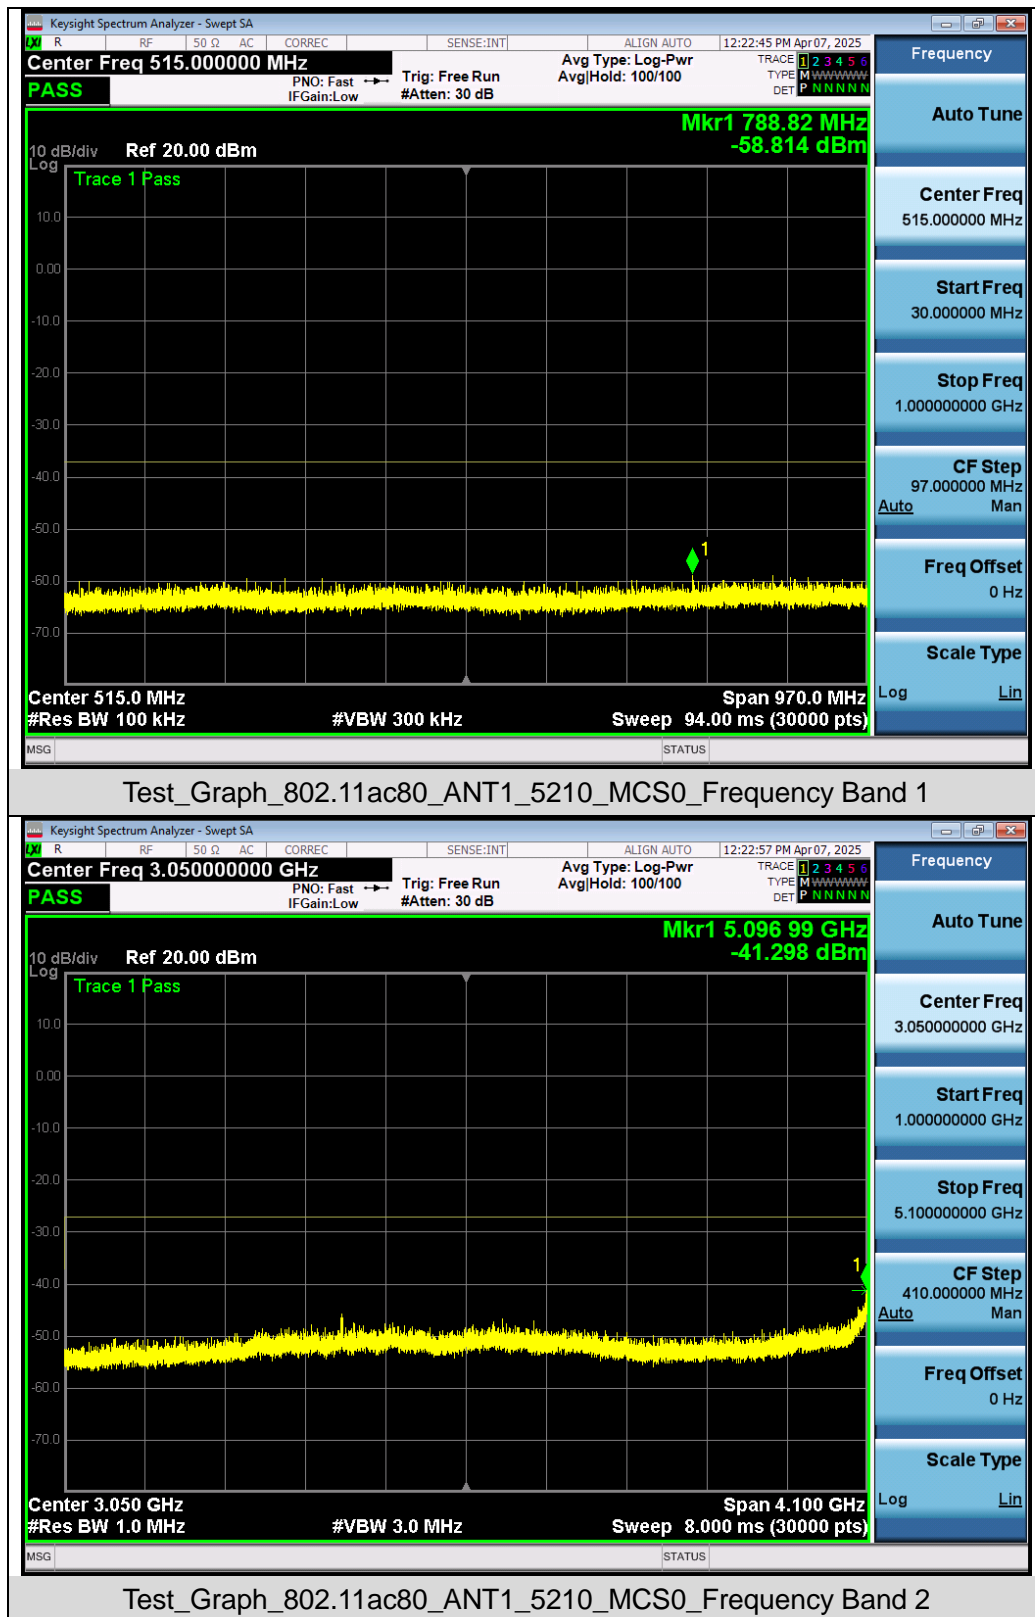 Keysight Spectrum Analyzer - Swept SA
LXI R RF 50 Ω AC CORREC SENSE:INT ALIGN AUTO 12:22:45 PM Apr 07, 2025
Center Freq 515.000000 MHz
PNO: Fast
IFGain:Low
Trig: Free Run
#Atten: 30 dB
Avg Type: Log-Pwr
Avg|Hold: 100/100
TRACE 1 2 3 4 5 6
TYPE M WWWWW
DET P N N N N N
PASS
Mkr1 788.82 MHz
-58.814 dBm
10 dB/div Ref 20.00 dBm
Log
Trace 1 Pass
10.0
0.00
-10.0
-20.0
-30.0
-40.0
-50.0
1
-60.0
-70.0
Center 515.0 MHz Span 970.0 MHz
#Res BW 100 kHz #VBW 300 kHz Sweep 94.00 ms (30000 pts)
MSG STATUS
Frequency
Auto Tune
Center Freq
515.000000 MHz
Start Freq
30.000000 MHz
Stop Freq
1.000000000 GHz
CF Step
97.000000 MHz
Auto Man
Freq Offset
0 Hz
Scale Type
Log Lin
Test_Graph_802.11ac80_ANT1_5210_MCS0_Frequency Band 1
Keysight Spectrum Analyzer - Swept SA
LXI R RF 50 Ω AC CORREC SENSE:INT ALIGN AUTO 12:22:57 PM Apr 07, 2025
Center Freq 3.050000000 GHz
PNO: Fast
IFGain:Low
Trig: Free Run
#Atten: 30 dB
Avg Type: Log-Pwr
Avg|Hold: 100/100
TRACE 1 2 3 4 5 6
TYPE M WWWWW
DET P N N N N N
PASS
Mkr1 5.096 99 GHz
-41.298 dBm
10 dB/div Ref 20.00 dBm
Log
Trace 1 Pass
10.0
0.00
-10.0
-20.0
-30.0
1
-40.0
-50.0
-60.0
-70.0
Center 3.050 GHz Span 4.100 GHz
#Res BW 1.0 MHz #VBW 3.0 MHz Sweep 8.000 ms (30000 pts)
MSG STATUS
Frequency
Auto Tune
Center Freq
3.050000000 GHz
Start Freq
1.000000000 GHz
Stop Freq
5.100000000 GHz
CF Step
410.000000 MHz
Auto Man
Freq Offset
0 Hz
Scale Type
Log Lin
Test_Graph_802.11ac80_ANT1_5210_MCS0_Frequency Band 2